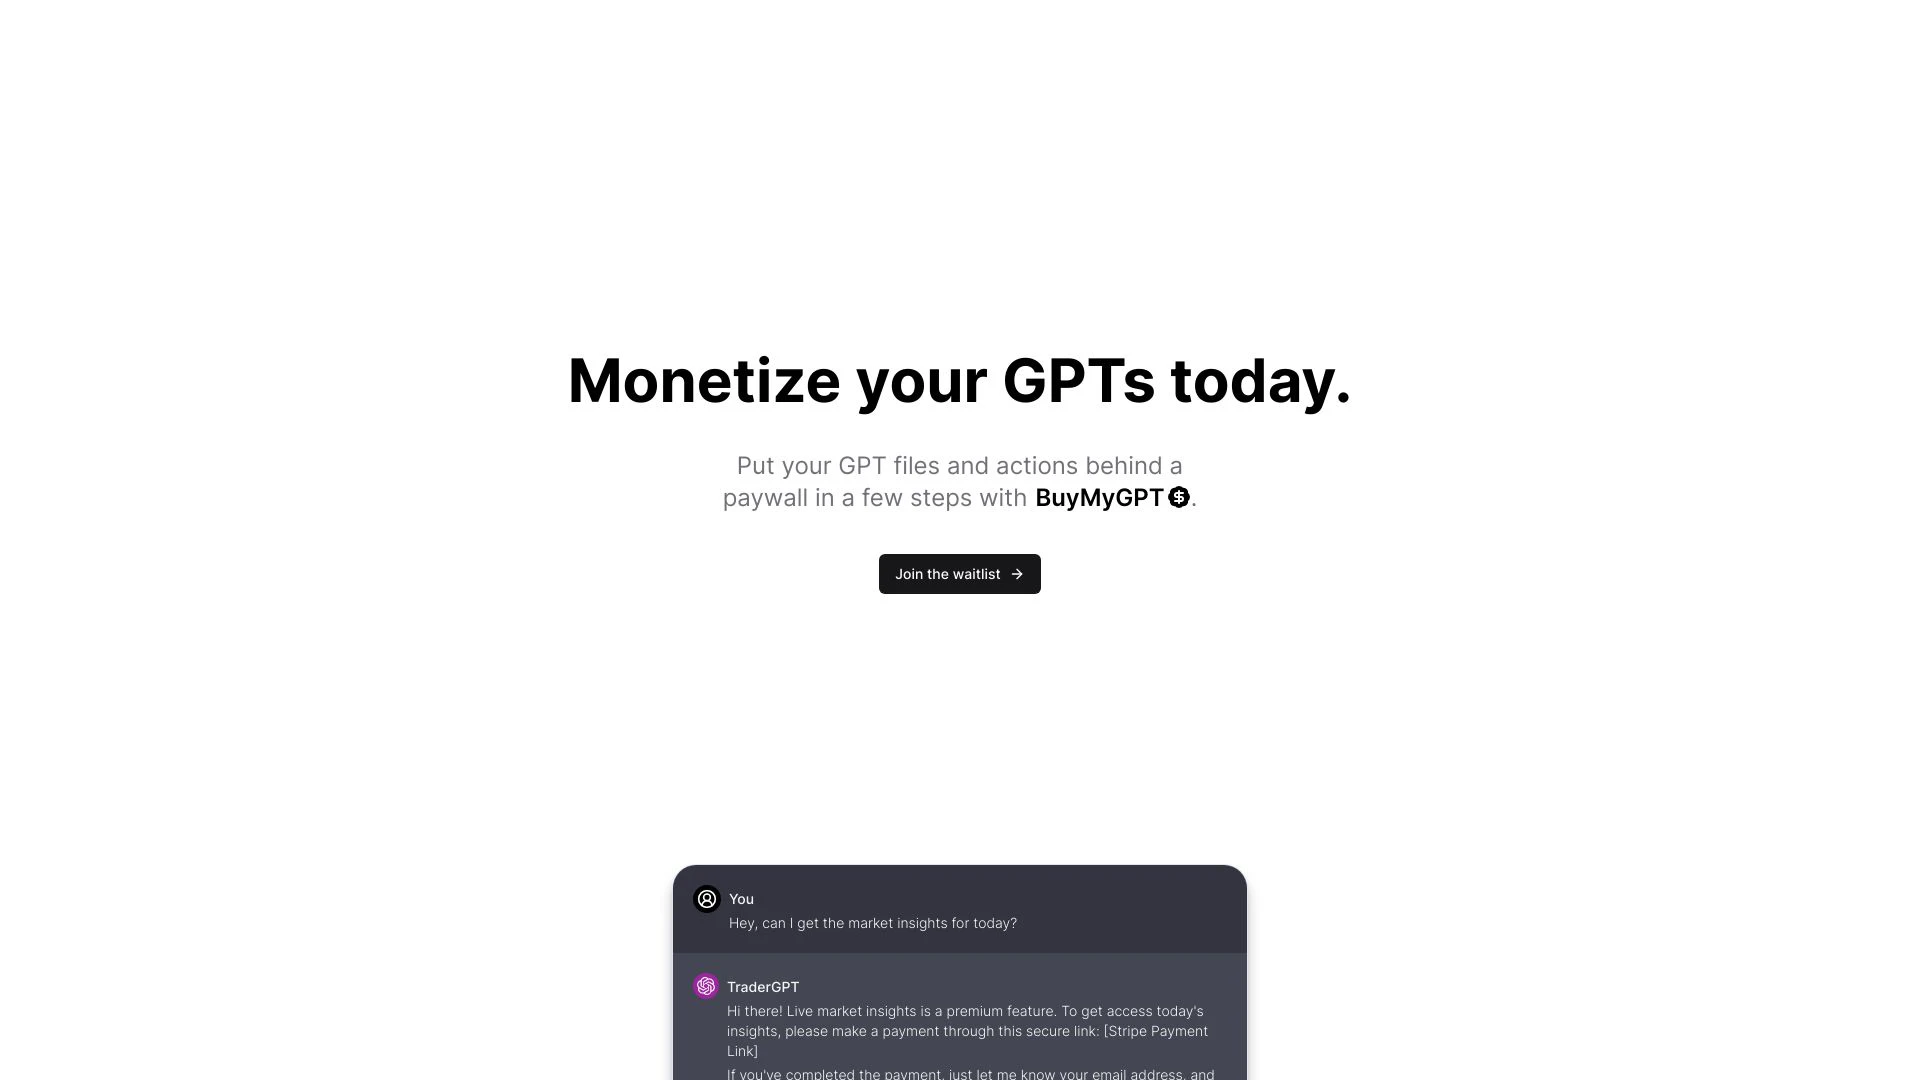 Monetize your GPTs today.
Put your GPT files and actions behind a
paywall in a few steps with BuyMyGPT.
Join the waitlist
You
Hey, can I get the market insights for today?
TraderGPT
Hi there! Live market insights is a premium feature. To get access today's
insights, please make a payment through this secure link: [Stripe Payment
Link]
If you've completed the payment, just let me know your email address, and